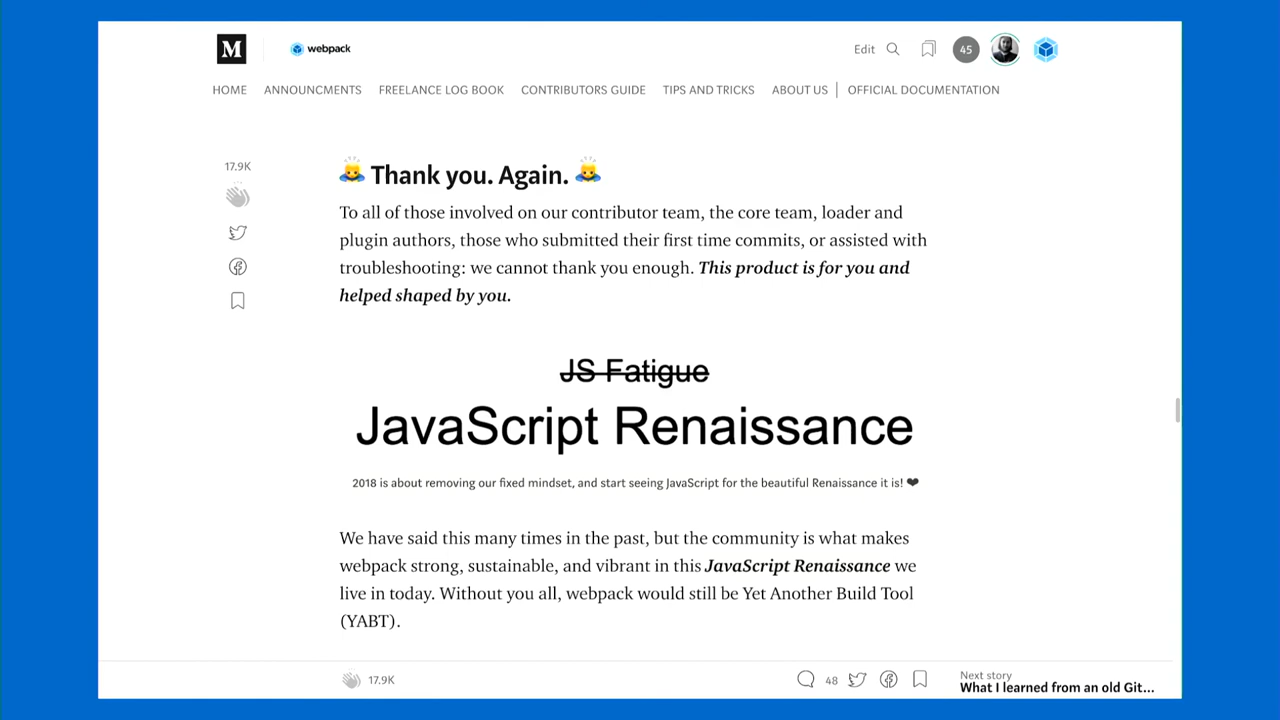 M webpack Edit 45
HOME ANNOUNCMENTS FREELANCE LOG BOOK CONTRIBUTORS GUIDE TIPS AND TRICKS ABOUT US OFFICIAL DOCUMENTATION
17.9K
Thank you. Again.
To all of those involved on our contributor team, the core team, loader and
plugin authors, those who submitted their first time commits, or assisted with
troubleshooting: we cannot thank you enough. This product is for you and
helped shaped by you.
JS Fatigue
JavaScript Renaissance
2018 is about removing our fixed mindset, and start seeing JavaScript for the beautiful Renaissance it is! ❤
We have said this many times in the past, but the community is what makes
webpack strong, sustainable, and vibrant in this JavaScript Renaissance we
live in today. Without you all, webpack would still be Yet Another Build Tool
(YABT).
17.9K
48
Next story
What I learned from an old Git...